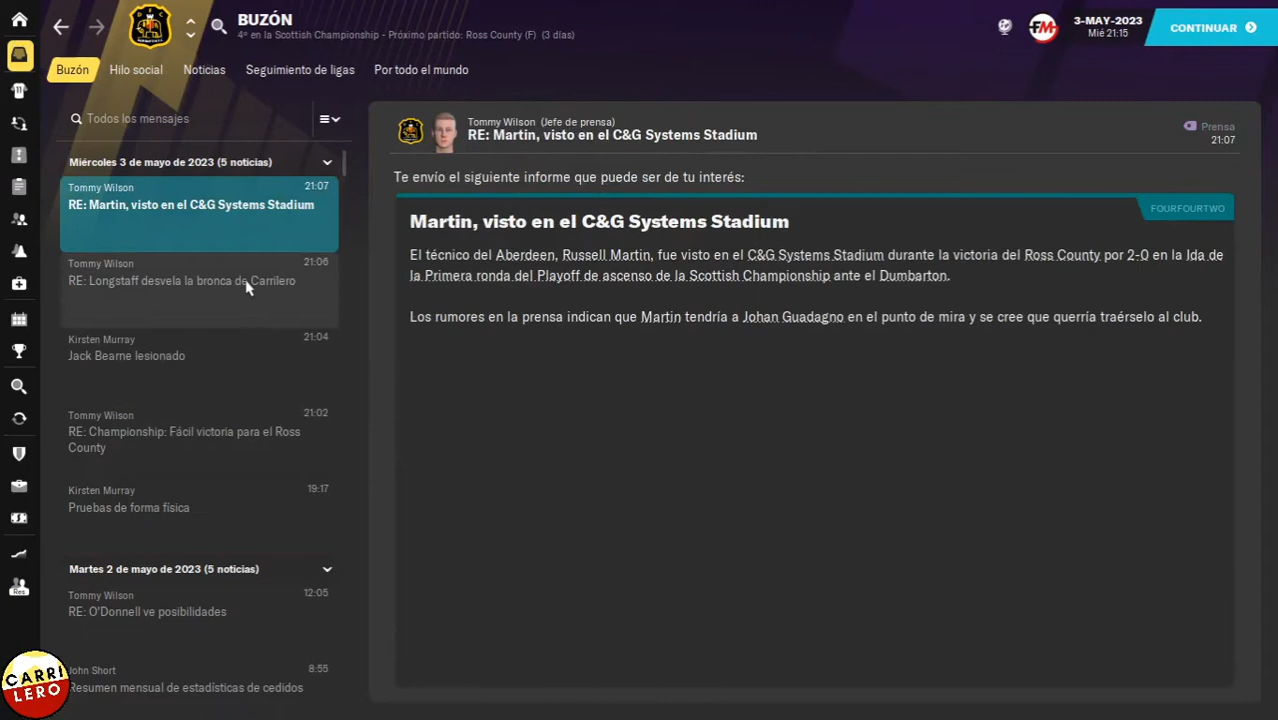 BUZÓN
4º en la Scottish Championship - Próximo partido: Ross County (F) (3 días)
3-MAY-2023
Mié 21:15
CONTINUAR
Buzón
Hilo social
Noticias
Seguimiento de ligas
Por todo el mundo
Todos los mensajes
Miércoles 3 de mayo de 2023 (5 noticias)
Tommy Wilson
21:07
RE: Martin, visto en el C&G Systems Stadium
Tommy Wilson
21:06
RE: Longstaff desvela la bronca de Carrilero
Kirsten Murray
21:04
Jack Bearne lesionado
Tommy Wilson
21:02
RE: Championship: Fácil victoria para el Ross
County
Kirsten Murray
19:17
Pruebas de forma física
Martes 2 de mayo de 2023 (5 noticias)
Tommy Wilson
12:05
RE: O'Donnell ve posibilidades
John Short
8:55
Resumen mensual de estadísticas de cedidos
Tommy Wilson (Jefe de prensa)
RE: Martin, visto en el C&G Systems Stadium
Prensa
21:07
Te envío el siguiente informe que puede ser de tu interés:
FOURFOURTWO
Martin, visto en el C&G Systems Stadium
El técnico del Aberdeen, Russell Martin, fue visto en el C&G Systems Stadium durante la victoria del Ross County por 2-0 en la Ida de
la Primera ronda del Playoff de ascenso de la Scottish Championship ante el Dumbarton.
Los rumores en la prensa indican que Martin tendría a Johan Guadagno en el punto de mira y se cree que querría traérselo al club.
FM
Res
CARRI
LERO